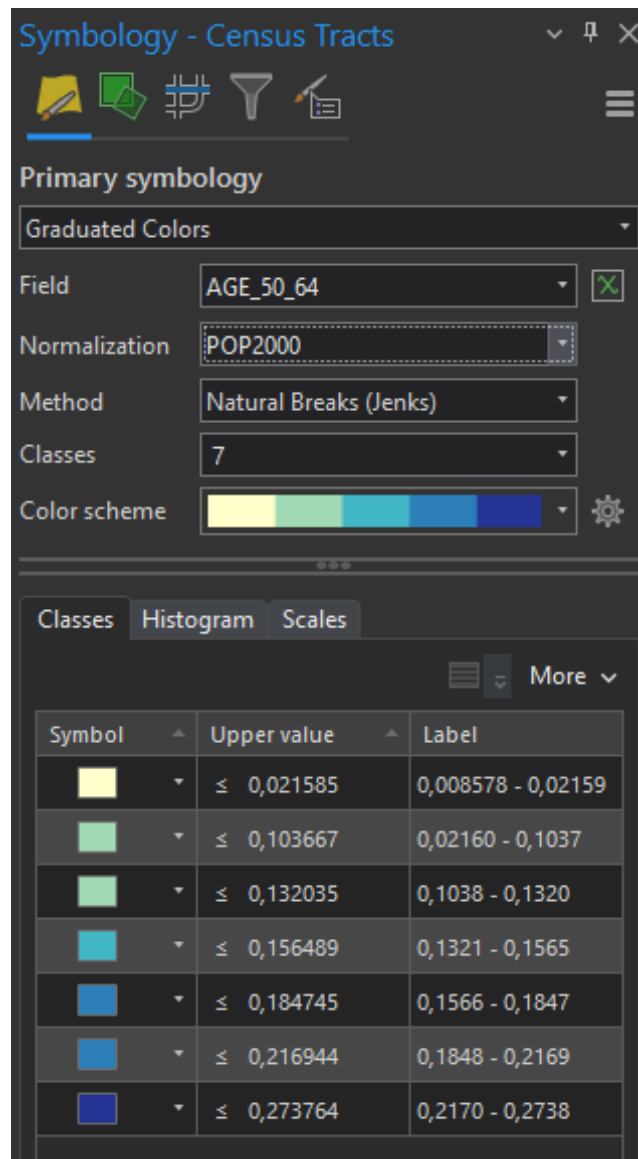 Symbology - Census Tracts
Primary symbology
Graduated Colors
Field AGE_50_64
Normalization POP2000
Method Natural Breaks (Jenks)
Classes 7
Color scheme
Classes Histogram Scales
More
Symbol Upper value Label
≤ 0,021585 0,008578 - 0,02159
≤ 0,103667 0,02160 - 0,1037
≤ 0,132035 0,1038 - 0,1320
≤ 0,156489 0,1321 - 0,1565
≤ 0,184745 0,1566 - 0,1847
≤ 0,216944 0,1848 - 0,2169
≤ 0,273764 0,2170 - 0,2738